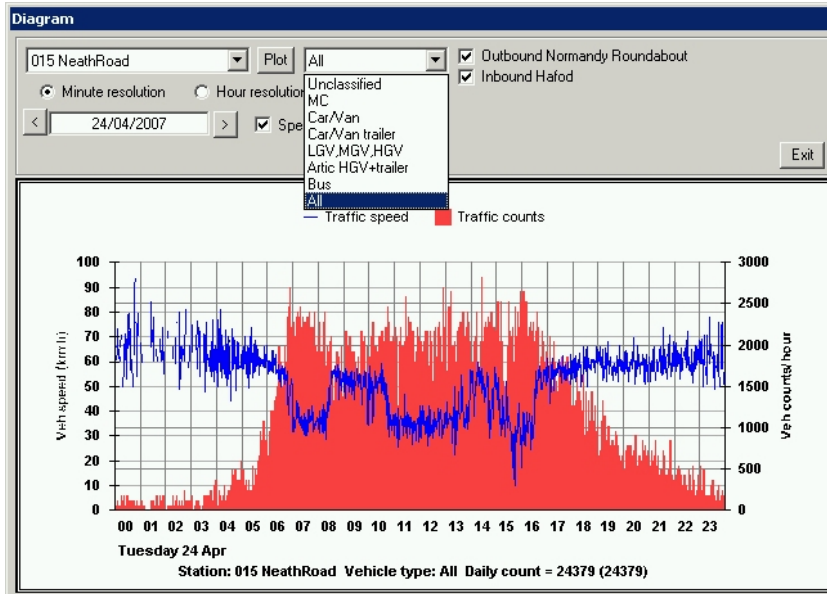 Diagram
015 NeathRoad
Plot
All
Outbound Normandy Roundabout
Inbound Hafod
Minute resolution
Hour resolution
Unclassified
MC
Car/Van
Car/Van trailer
LGV,MGV,HGV
Artic HGV+trailer
Bus
All
<
24/04/2007
>
Spe
Exit
Traffic speed
Traffic counts
100
90
80
70
60
50
40
30
20
10
0
Veh speed (km/h)
3000
2500
2000
1500
1000
500
0
Veh counts/hour
00 01 02 03 04 05 06 07 08 09 10 11 12 13 14 15 16 17 18 19 20 21 22 23
Tuesday 24 Apr
Station: 015 NeathRoad Vehicle type: All Daily count = 24379 (24379)